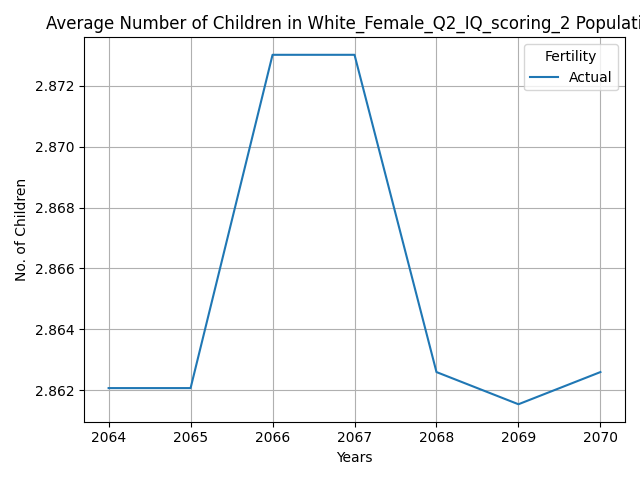 Average Number of Children in White_Female_Q2_IQ_scoring_2 Populati
Fertility
Actual
No. of Children
2.872
2.870
2.868
2.866
2.864
2.862
2064 2065 2066 2067 2068 2069 2070
Years